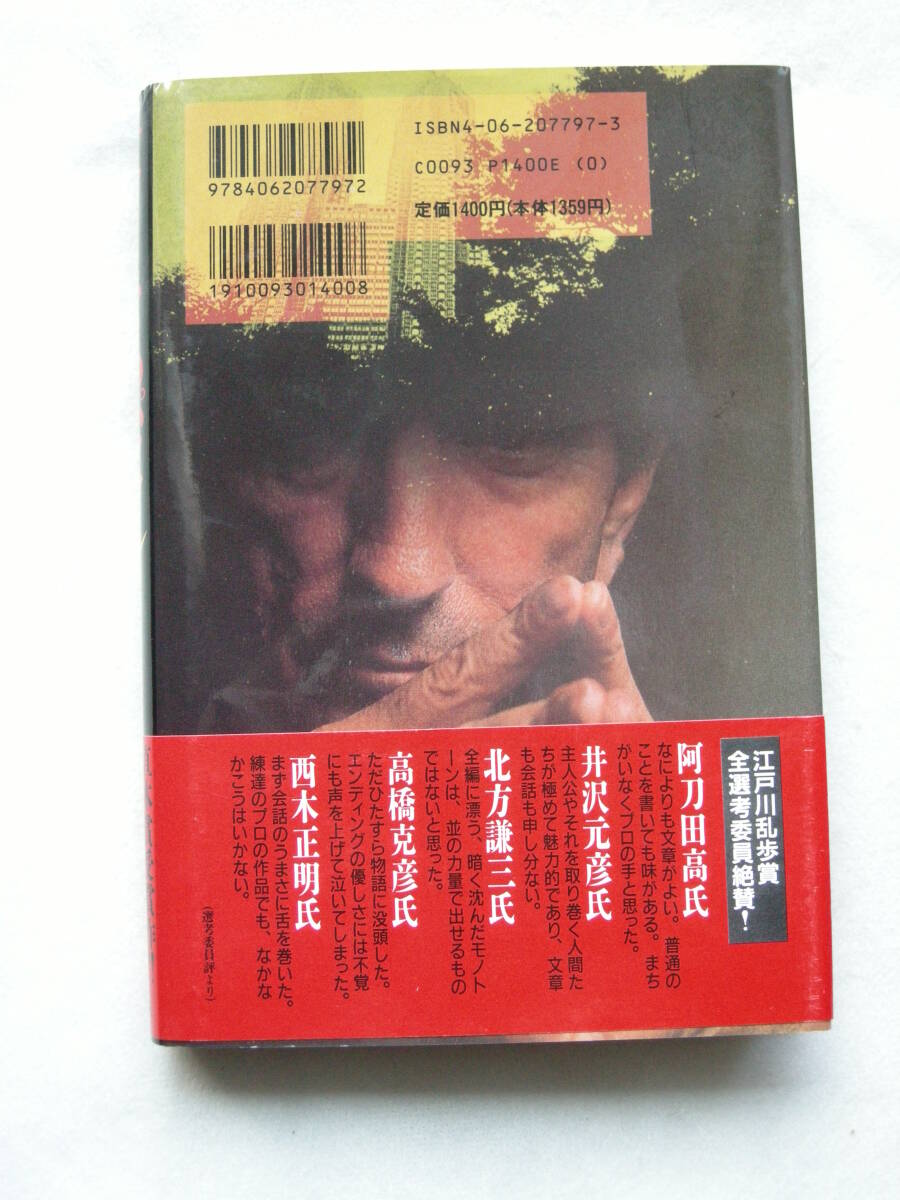 ISBN4-06-207797-3
C0093 P1400E (0)
定価1400円(本体1359円)
9784062077972
1910093014008
江戸川乱歩賞
全選考委員絶賛!
阿刀田高氏
なによりも文章がよい。普通の
ことを書いても味がある。まち
がいなくプロの手と思った。
井沢元彦氏
主人公やそれを取り巻く人間た
ちが極めて魅力的であり、文章
も会話も申し分ない。
北方謙三氏
全編に漂う、暗く沈んだモノト
ーンは、並の力量で出せるもの
ではないと思った。
高橋克彦氏
ただひたすら物語に没頭した。
エンディングの優しさには不覚
にも声を上げて泣いてしまった。
西木正明氏
まず会話のうまさに舌を巻いた。
練達のプロの作品でも、なかな
かこうはいかない。
(選考委員評より)